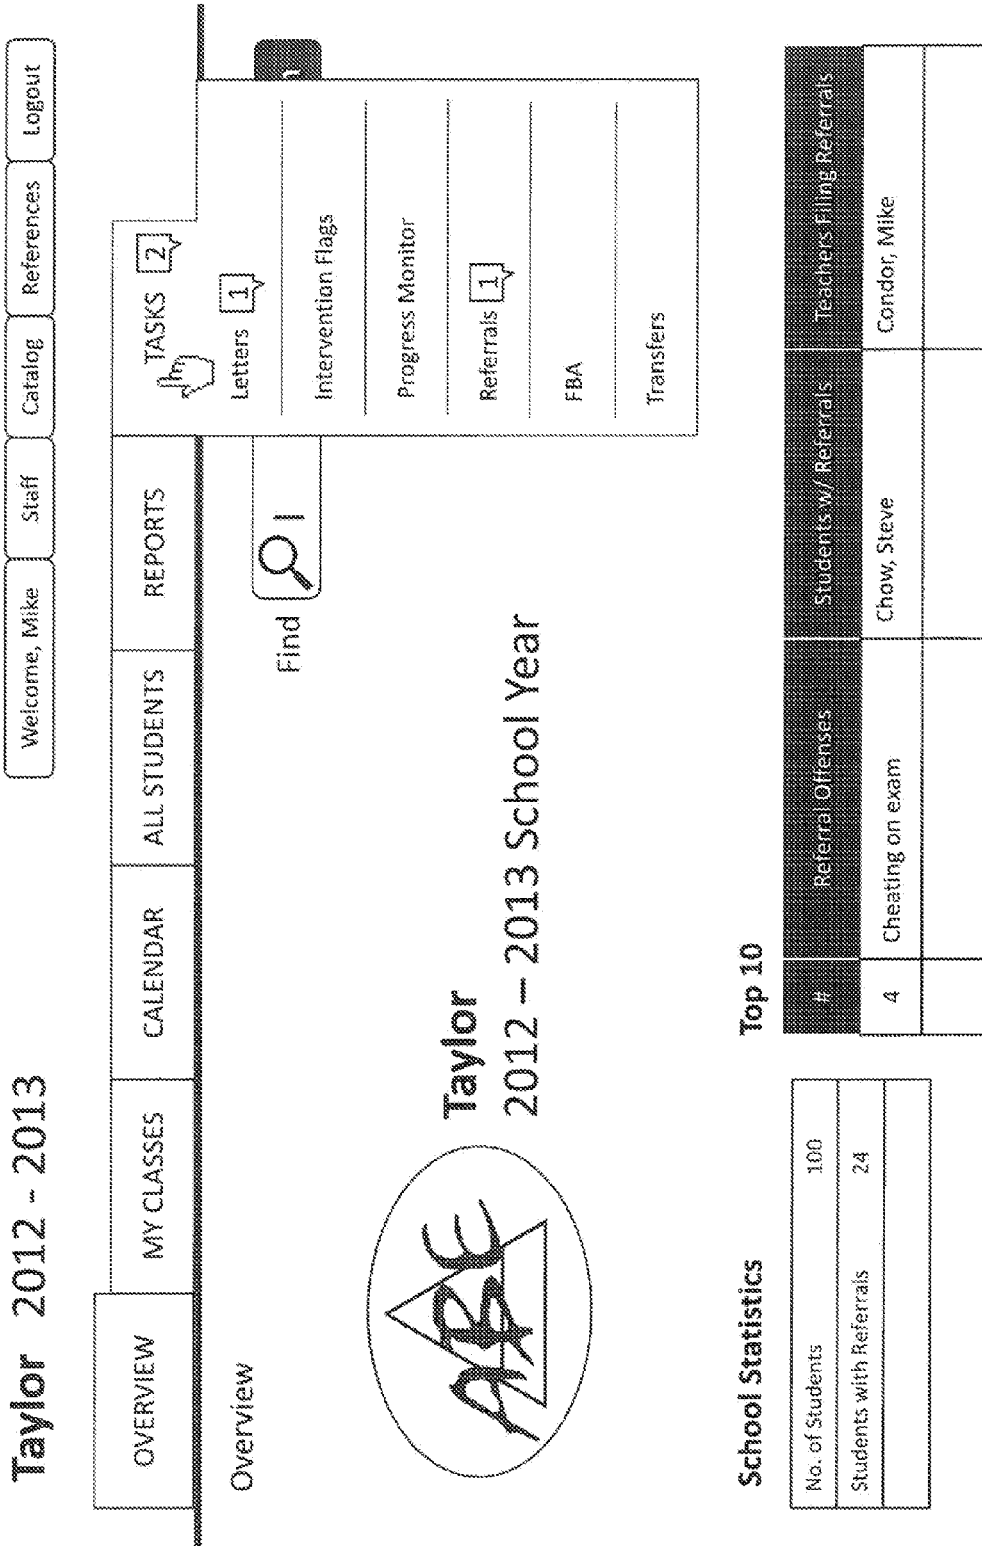 Taylor 2012 - 2013
Welcome, Mike Staff Catalog References Logout
OVERVIEW MY CLASSES CALENDAR ALL STUDENTS REPORTS TASKS 2
Overview
Find
Letters 1
Intervention Flags
Progress Monitor
Referrals 1
FBA
Transfers
ABE
Taylor
2012 – 2013 School Year
School Statistics
No. of Students 100
Students with Referrals 24
Top 10
# Referral Offenses Students w/ Referrals Teachers Filing Referrals
4 Cheating on exam Chow, Steve Condor, Mike